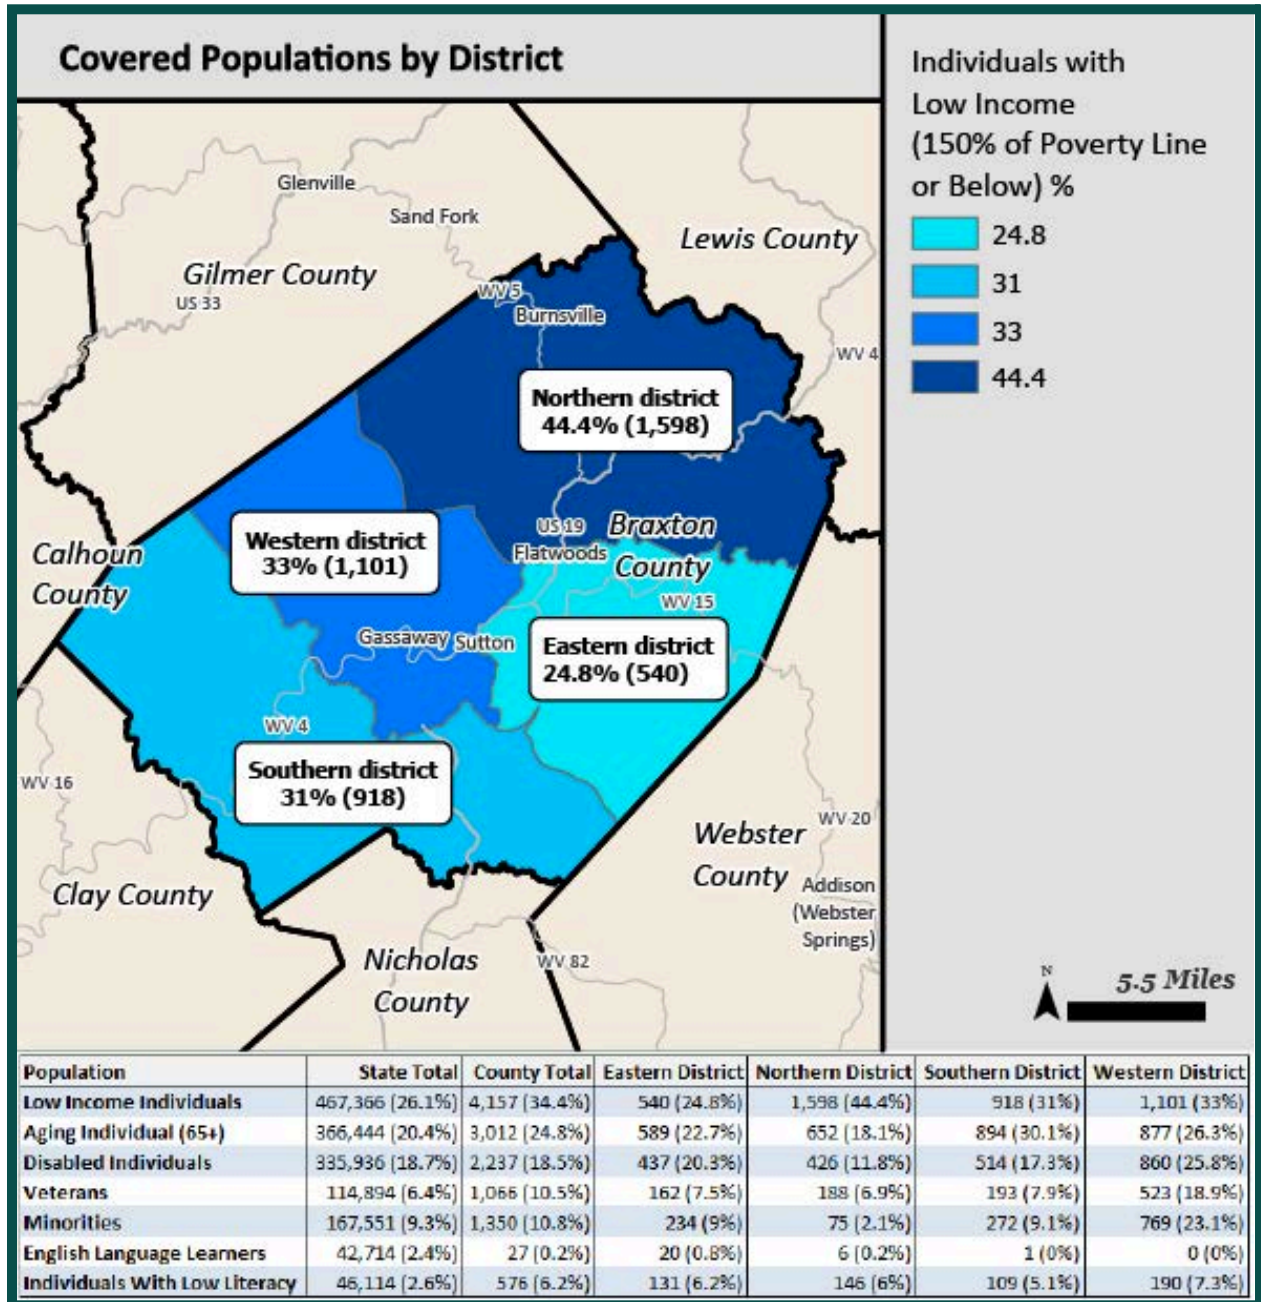 Covered Populations by District
Individuals with
Low Income
(150% of Poverty Line
or Below) %
24.8
31
33
44.4
Glenville
Sand Fork
Lewis County
Gilmer County
US 33
WV 5
Burnsville
WV 4
Northern district
44.4% (1,598)
US 19
Braxton
County
Flatwoods
Western district
33% (1,101)
Calhoun
County
WV 15
Gassaway
Sutton
Eastern district
24.8% (540)
WV 4
Southern district
31% (918)
WV 16
Webster
County
WV 20
Addison
(Webster
Springs)
Clay County
Nicholas
County
WV 82
N
5.5 Miles
Population State Total County Total Eastern District Northern District Southern District Western District
Low Income Individuals 467,366 (26.1%) 4,157 (34.4%) 540 (24.8%) 1,598 (44.4%) 918 (31%) 1,101 (33%)
Aging Individual (65+) 366,444 (20.4%) 3,012 (24.8%) 589 (22.7%) 652 (18.1%) 894 (30.1%) 877 (26.3%)
Disabled Individuals 335,936 (18.7%) 2,237 (18.5%) 437 (20.3%) 426 (11.8%) 514 (17.3%) 860 (25.8%)
Veterans 114,894 (6.4%) 1,066 (10.5%) 162 (7.5%) 188 (6.9%) 193 (7.9%) 523 (18.9%)
Minorities 167,551 (9.3%) 1,350 (10.8%) 234 (9%) 75 (2.1%) 272 (9.1%) 769 (23.1%)
English Language Learners 42,714 (2.4%) 27 (0.2%) 20 (0.8%) 6 (0.2%) 1 (0%) 0 (0%)
Individuals With Low Literacy 46,114 (2.6%) 576 (6.2%) 131 (6.2%) 146 (6%) 109 (5.1%) 190 (7.3%)